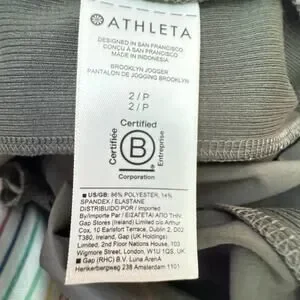 ATHLETA
DESIGNED IN SAN FRANCISCO
CONÇU À SAN FRANCISCO
MADE IN INDONESIA
BROOKLYN JOGGER
PANTALON DE JOGGING BROOKLYN
2 / P
2 / P
Certified
Certifiée
B
Entreprise
Corporation
US/GB: 86% POLYESTER, 14%
SPANDEX / ELASTANE
DISTRIBUTED FOR / Importado
By/Importé Par / ΕΙΣΑΓΕΤΑΙ ΑΠΟ ΤΗΝ:
Gap Stores (Ireland) Limited c/o Arthur
Cox, 10 Earlsfort Terrace, Dublin 2, D02
T380, Ireland, Gap (UK Holdings)
Limited, 2nd Floor Nations House, 103
Wigmore Street, London, W1U 1QS, UK
Gap (RHC) B.V. Luna ArenA
Herikerbergweg 238 Amsterdam 1101